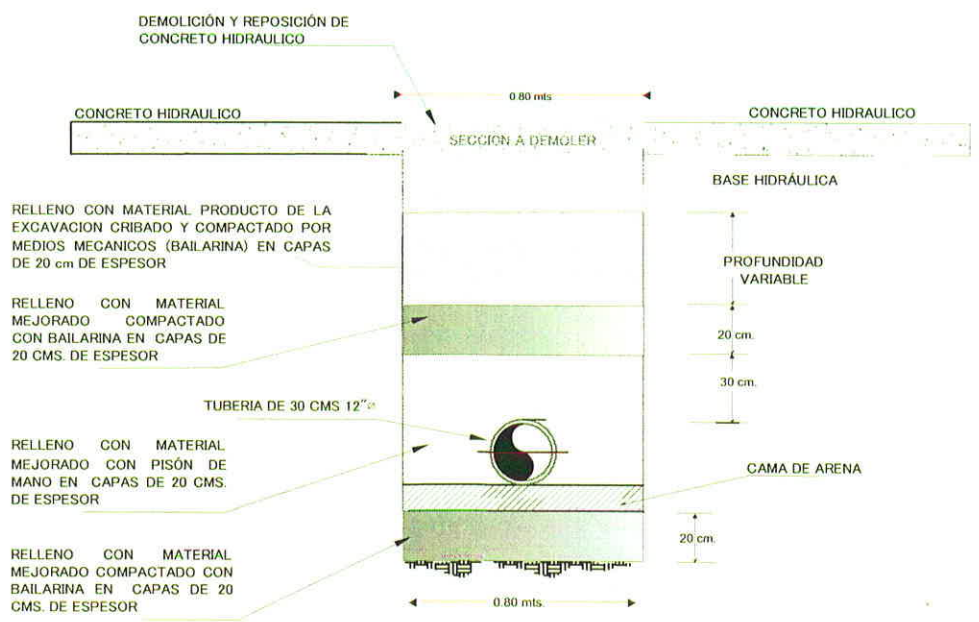 DEMOLICIÓN Y REPOSICIÓN DE
CONCRETO HIDRAULICO
0.80 mts.
CONCRETO HIDRAULICO
CONCRETO HIDRAULICO
SECCION A DEMOLER
BASE HIDRÁULICA
RELLENO CON MATERIAL PRODUCTO DE LA
EXCAVACION CRIBADO Y COMPACTADO POR
MEDIOS MECANICOS (BAILARINA) EN CAPAS
DE 20 cm DE ESPESOR
PROFUNDIDAD
VARIABLE
RELLENO CON MATERIAL
MEJORADO COMPACTADO
CON BAILARINA EN CAPAS DE
20 CMS. DE ESPESOR
20 cm.
30 cm.
TUBERIA DE 30 CMS 12"ø
RELLENO CON MATERIAL
MEJORADO CON PISÓN DE
MANO EN CAPAS DE 20 CMS.
DE ESPESOR
CAMA DE ARENA
20 cm.
RELLENO CON MATERIAL
MEJORADO COMPACTADO CON
BAILARINA EN CAPAS DE 20
CMS. DE ESPESOR
0.80 mts.